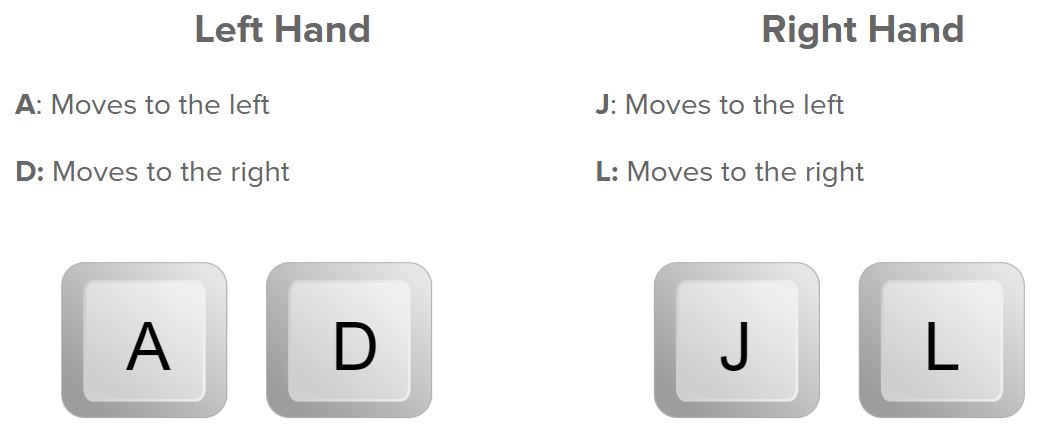 Left Hand
A: Moves to the left
D: Moves to the right
A
D
Right Hand
J: Moves to the left
L: Moves to the right
J
L